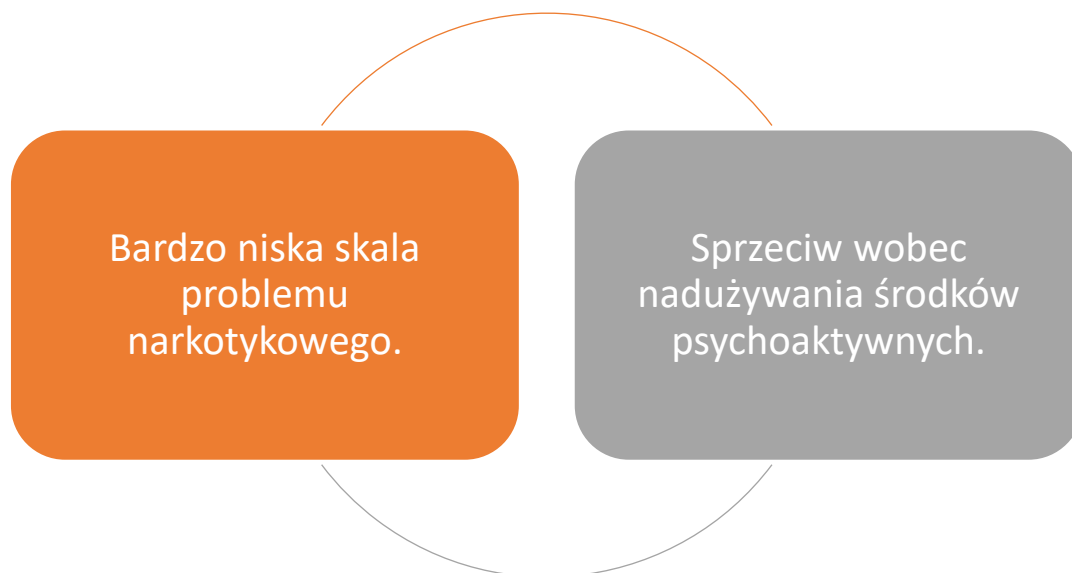 Bardzo niska skala
problemu
narkotykowego.
Sprzeciw wobec
nadużywania środków
psychoaktywnych.